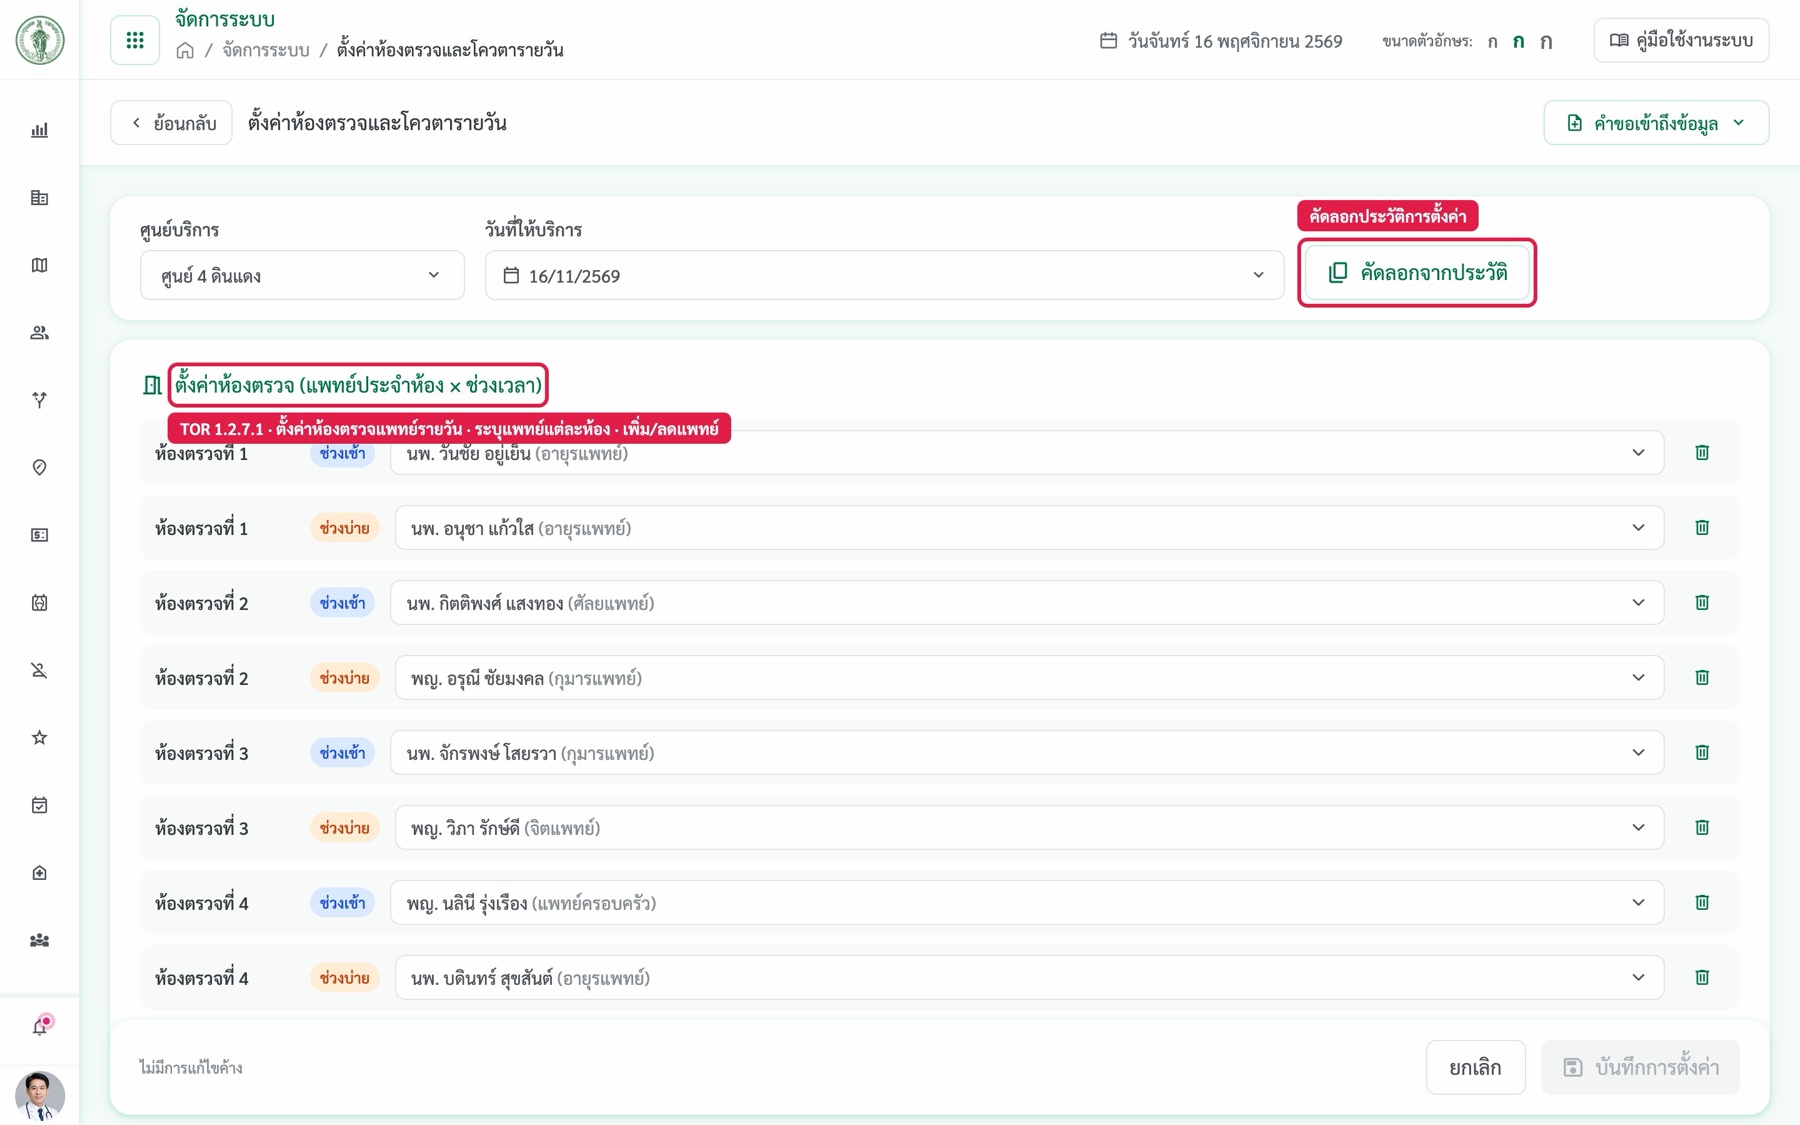 จัดการระบบ
/ จัดการระบบ / ตั้งค่าห้องตรวจและโควตารายวัน
วันจันทร์ 16 พฤศจิกายน 2569
ขนาดตัวอักษร: ก ก ก
คู่มือใช้งานระบบ
ย้อนกลับ
ตั้งค่าห้องตรวจและโควตารายวัน
คำขอเข้าถึงข้อมูล
ศูนย์บริการ
วันที่ให้บริการ
คัดลอกประวัติการตั้งค่า
ศูนย์ 4 ดินแดง
16/11/2569
คัดลอกจากประวัติ
ตั้งค่าห้องตรวจ (แพทย์ประจำห้อง × ช่วงเวลา)
TOR 1.2.7.1 · ตั้งค่าห้องตรวจแพทย์รายวัน · ระบุแพทย์แต่ละห้อง · เพิ่ม/ลดแพทย์
ห้องตรวจที่ 1 ช่วงเช้า นพ. วันชัย อยู่เย็น (อายุรแพทย์)
ห้องตรวจที่ 1 ช่วงบ่าย นพ. อนุชา แก้วใส (อายุรแพทย์)
ห้องตรวจที่ 2 ช่วงเช้า นพ. กิตติพงศ์ แสงทอง (ศัลยแพทย์)
ห้องตรวจที่ 2 ช่วงบ่าย พญ. อรุณี ชัยมงคล (กุมารแพทย์)
ห้องตรวจที่ 3 ช่วงเช้า นพ. จักรพงษ์ โสยรวา (กุมารแพทย์)
ห้องตรวจที่ 3 ช่วงบ่าย พญ. วิภา รักษ์ดี (จิตแพทย์)
ห้องตรวจที่ 4 ช่วงเช้า พญ. นลินี รุ่งเรือง (แพทย์ครอบครัว)
ห้องตรวจที่ 4 ช่วงบ่าย นพ. บดินทร์ สุขสันต์ (อายุรแพทย์)
ไม่มีการแก้ไขค้าง
ยกเลิก
บันทึกการตั้งค่า